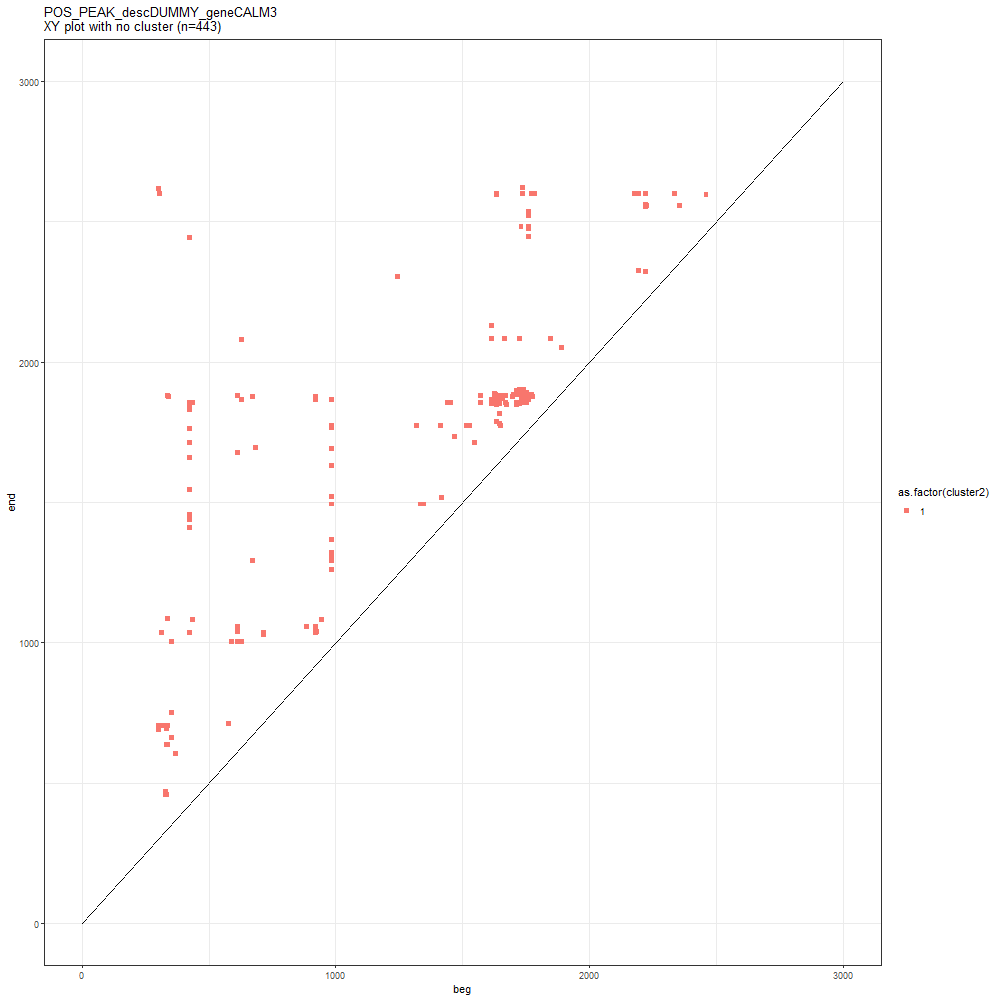 POS_PEAK_descDUMMY_geneCALM3
XY plot with no cluster (n=443)
3000
2000
1000
0
end
0
1000
2000
3000
beg
as.factor(cluster2)
1